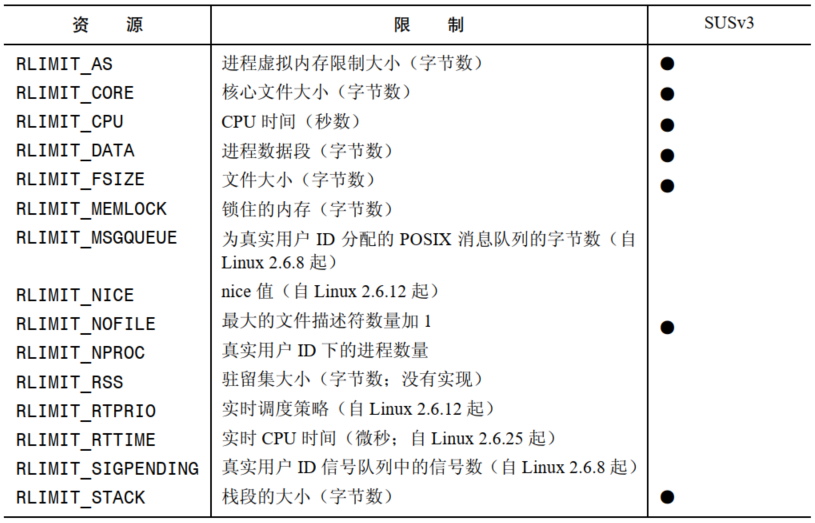 资 源 限 制 SUSv3
RLIMIT_AS 进程虚拟内存限制大小（字节数） ●
RLIMIT_CORE 核心文件大小（字节数） ●
RLIMIT_CPU CPU 时间（秒数） ●
RLIMIT_DATA 进程数据段（字节数） ●
RLIMIT_FSIZE 文件大小（字节数） ●
RLIMIT_MEMLOCK 锁住的内存（字节数）
RLIMIT_MSGQUEUE 为真实用户 ID 分配的 POSIX 消息队列的字节数（自
Linux 2.6.8 起）
RLIMIT_NICE nice 值（自 Linux 2.6.12 起）
RLIMIT_NOFILE 最大的文件描述符数量加 1 ●
RLIMIT_NPROC 真实用户 ID 下的进程数量
RLIMIT_RSS 驻留集大小（字节数；没有实现）
RLIMIT_RTPRIO 实时调度策略（自 Linux 2.6.12 起）
RLIMIT_RTTIME 实时 CPU 时间（微秒；自 Linux 2.6.25 起）
RLIMIT_SIGPENDING 真实用户 ID 信号队列中的信号数（自 Linux 2.6.8 起）
RLIMIT_STACK 栈段的大小（字节数） ●